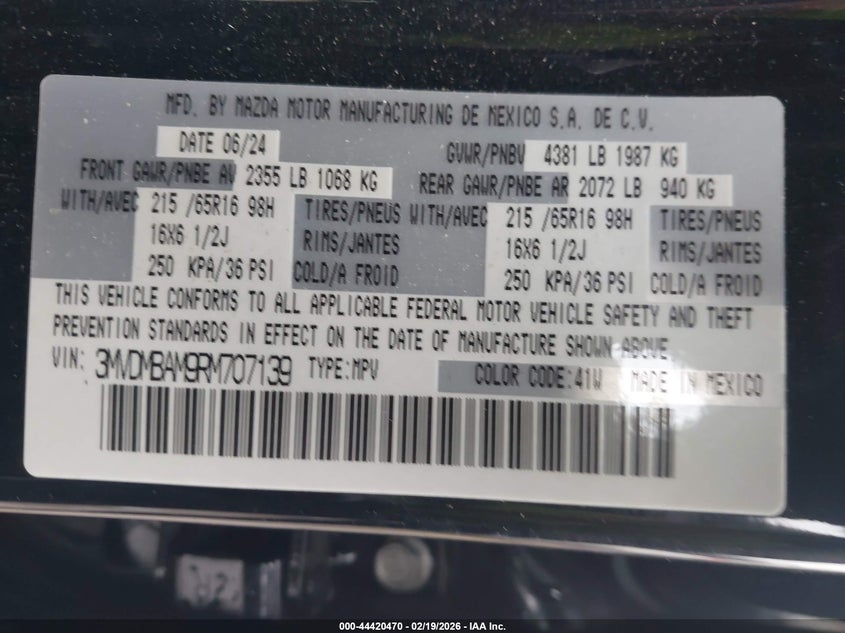 MFD. BY MAZDA MOTOR MANUFACTURING DE MEXICO S.A. DE C.V.
DATE 06/24 GVWR/PNBV 4381 LB 1987 KG
FRONT GAWR/PNBE AV 2355 LB 1068 KG REAR GAWR/PNBE AR 2072 LB 940 KG
WITH/AVEC 215 /65R16 98H TIRES/PNEUS WITH/AVEC 215 /65R16 98H TIRES/PNEUS
16X6 1/2J RIMS/JANTES 16X6 1/2J RIMS/JANTES
250 KPA/36 PSI COLD/A FROID 250 KPA/36 PSI COLD/A FROID
THIS VEHICLE CONFORMS TO ALL APPLICABLE FEDERAL MOTOR VEHICLE SAFETY AND THEFT
PREVENTION STANDARDS IN EFFECT ON THE DATE OF MANUFACTURE SHOWN ABOVE.
VIN: 3MVDMBAM9RM707139 TYPE:MPV COLOR CODE:41W MADE IN MEXICO
000-44420470 - 02/19/2026 - IAA Inc.